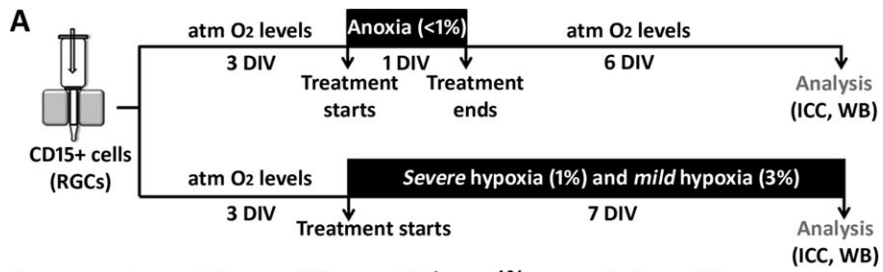 A
atm O2 levels
Anoxia (<1%)
atm O2 levels
3 DIV
1 DIV
6 DIV
Treatment
starts
Treatment
ends
Analysis
(ICC, WB)
CD15+ cells
(RGCs)
atm O2 levels
Severe hypoxia (1%) and mild hypoxia (3%)
3 DIV
7 DIV
Treatment starts
Analysis
(ICC, WB)